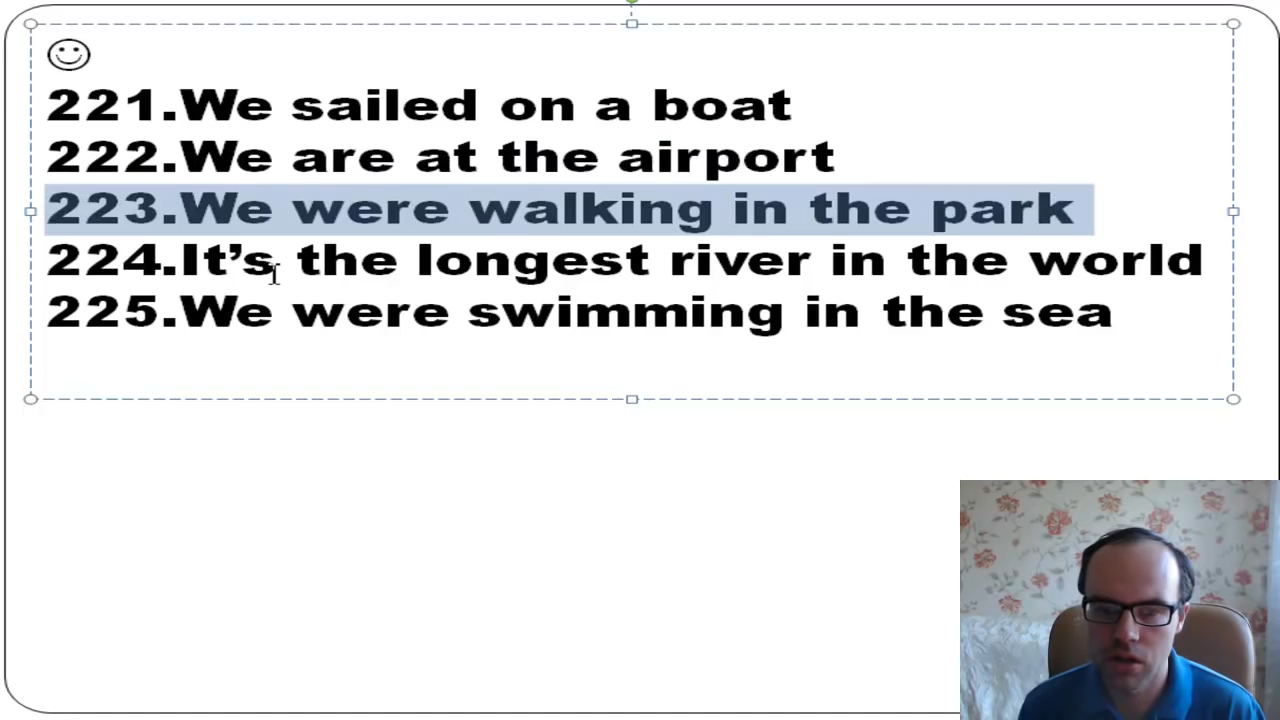 221.We sailed on a boat
222.We are at the airport
223.We were walking in the park
224.It’s the longest river in the world
225.We were swimming in the sea